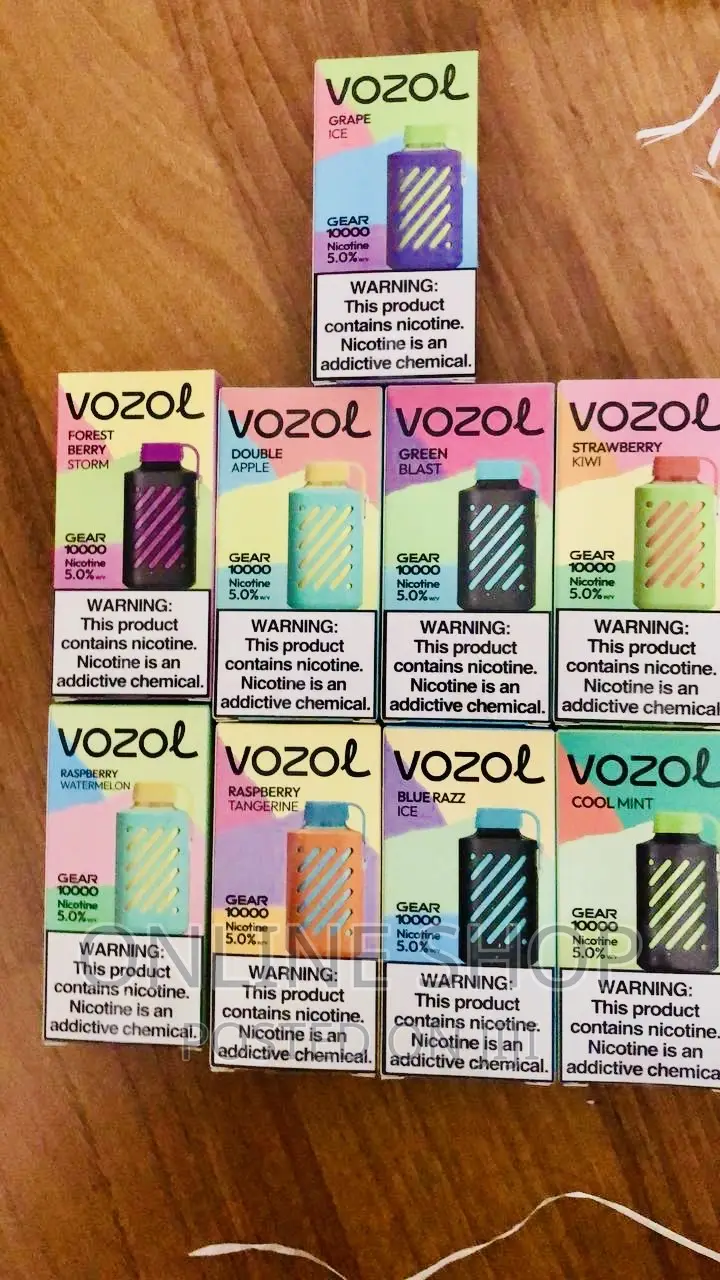 VOZOL
GRAPE
ICE
GEAR
10000
Nicotine
5.0%
WARNING:
This product
contains nicotine.
Nicotine is an
addictive chemical.
VOZOL
FOREST
BERRY
STORM
GEAR
10000
Nicotine
5.0%
WARNING:
This product
contains nicotine.
Nicotine is an
addictive chemical.
VOZOL
DOUBLE
APPLE
GEAR
10000
Nicotine
5.0%
WARNING:
This product
contains nicotine.
Nicotine is an
addictive chemical.
VOZOL
GREEN
BLAST
GEAR
10000
Nicotine
5.0%
WARNING:
This product
contains nicotine.
Nicotine is an
addictive chemical.
VOZOL
STRAWBERRY
KIWI
GEAR
10000
Nicotine
5.0%
WARNING:
This product
contains nicotine.
Nicotine is an
addictive chemical
VOZOL
RASPBERRY
WATERMELON
GEAR
10000
Nicotine
5.0%
WARNING:
This product
contains nicotine.
Nicotine is an
addictive chemical.
VOZOL
RASPBERRY
TANGERINE
GEAR
10000
Nicotine
5.0%
WARNING:
This product
contains nicotine.
Nicotine is an
addictive chemical.
VOZOL
BLUE RAZZ
ICE
GEAR
10000
Nicotine
5.0%
WARNING:
This product
contains nicotine.
Nicotine is an
addictive chemical.
VOZOL
COOL MINT
GEAR
10000
Nicotine
5.0%
WARNING:
This product
contains nicotine.
Nicotine is an
addictive chemica
ONLINE SHOP
POSTED ON